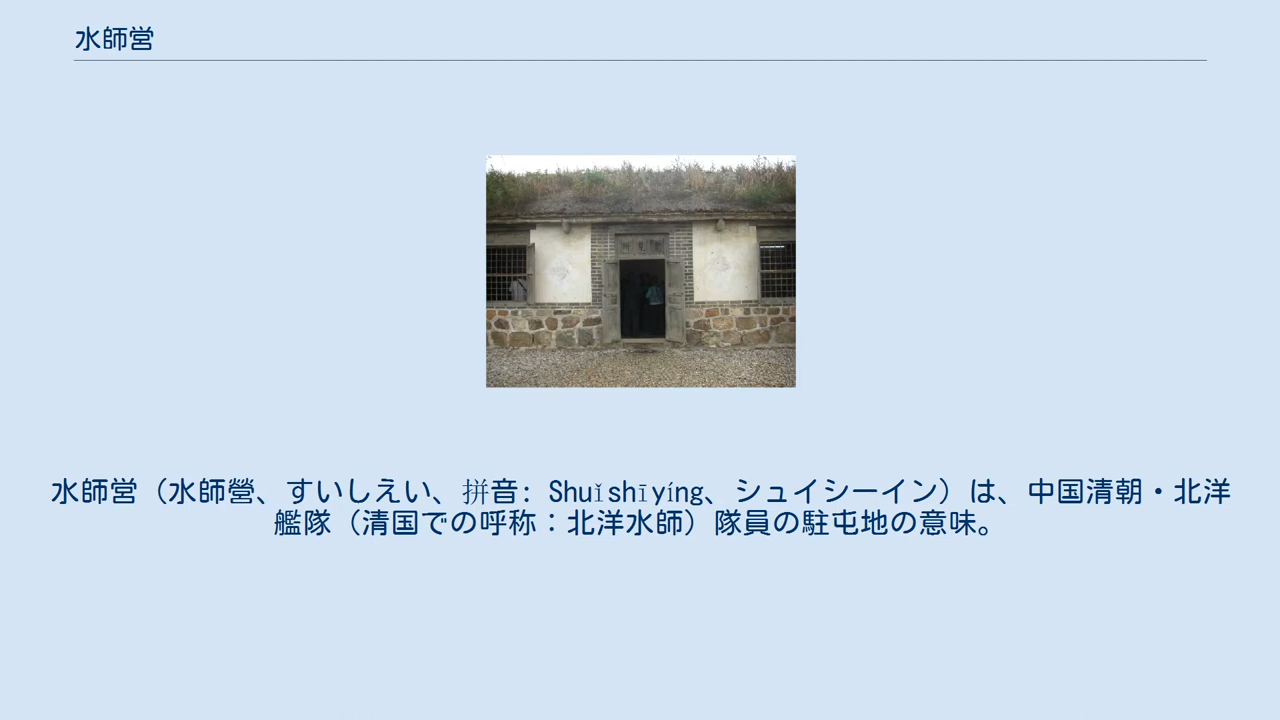 水師営
水師営（水師營、すいしえい、拼音: Shuǐshīyíng、シュイシーイン）は、中国清朝・北洋
艦隊（清国での呼称：北洋水師）隊員の駐屯地の意味。